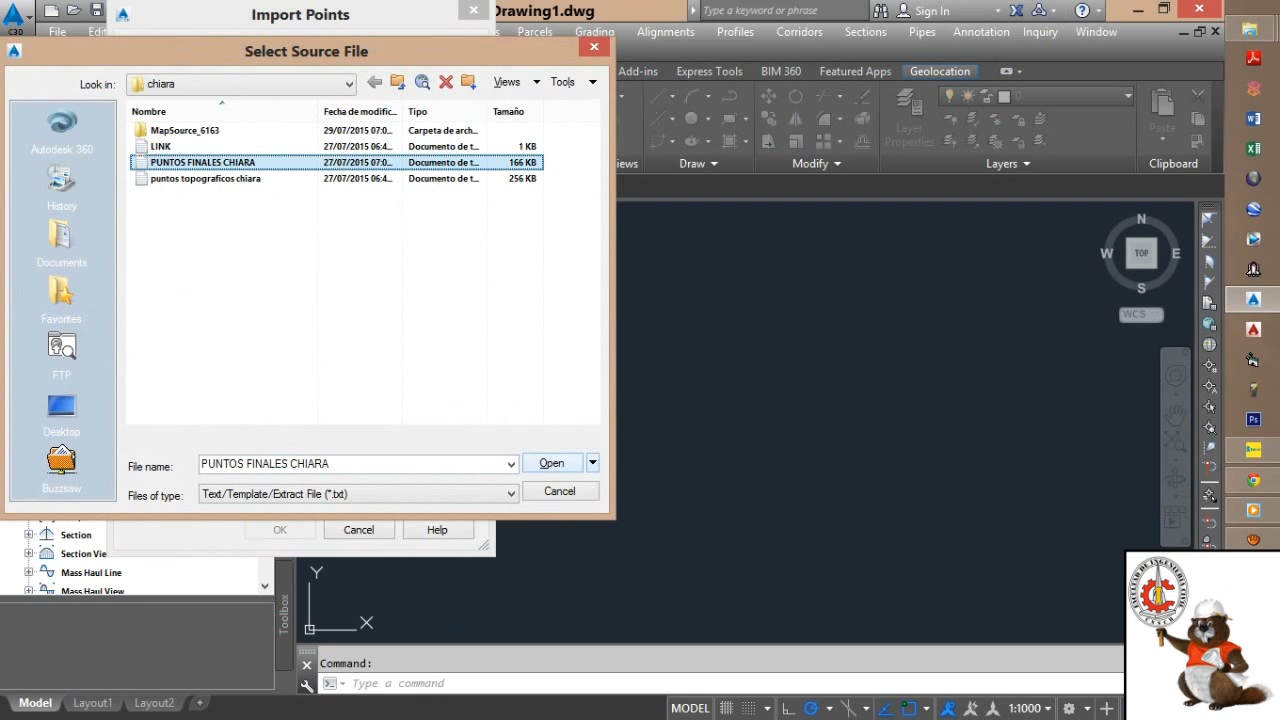 Import Points
Drawing1.dwg
Type a keyword or phrase
Sign In
C3D
File
Parcels
Grading
Alignments
Profiles
Corridors
Sections
Pipes
Annotation
Inquiry
Window
Select Source File
Look in:
chiara
Views
Tools
Add-ins
Express Tools
BIM 360
Featured Apps
Geolocation
Nombre
Fecha de modific...
Tipo
Tamaño
MapSource_6163
29/07/2015 07:0...
Carpeta de arch...
LINK
27/07/2015 06:4...
Documento de t...
1 KB
PUNTOS FINALES CHIARA
27/07/2015 07:0...
Documento de t...
166 KB
puntos topograficos chiara
27/07/2015 06:4...
Documento de t...
256 KB
Autodesk 360
History
Documents
Favorites
FTP
Desktop
Buzzsaw
Layer
Properties
Paste
Draw
Modify
Layers
Clipboard
N
W
TOP
E
S
WCS
File name:
PUNTOS FINALES CHIARA
Open
Files of type:
Text/Template/Extract File (*.txt)
Cancel
OK
Cancel
Help
Section
Section Vie
Mass Haul Line
Mass Haul View
Toolbox
Y
X
Command:
Type a command
Model
Layout1
Layout2
MODEL
1:1000